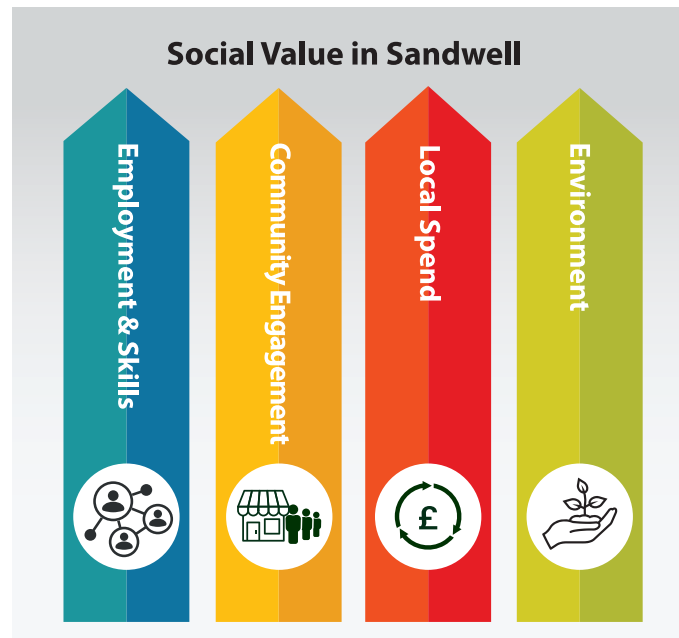 Social Value in Sandwell
Employment & Skills
Community Engagement
Local Spend
Environment
£